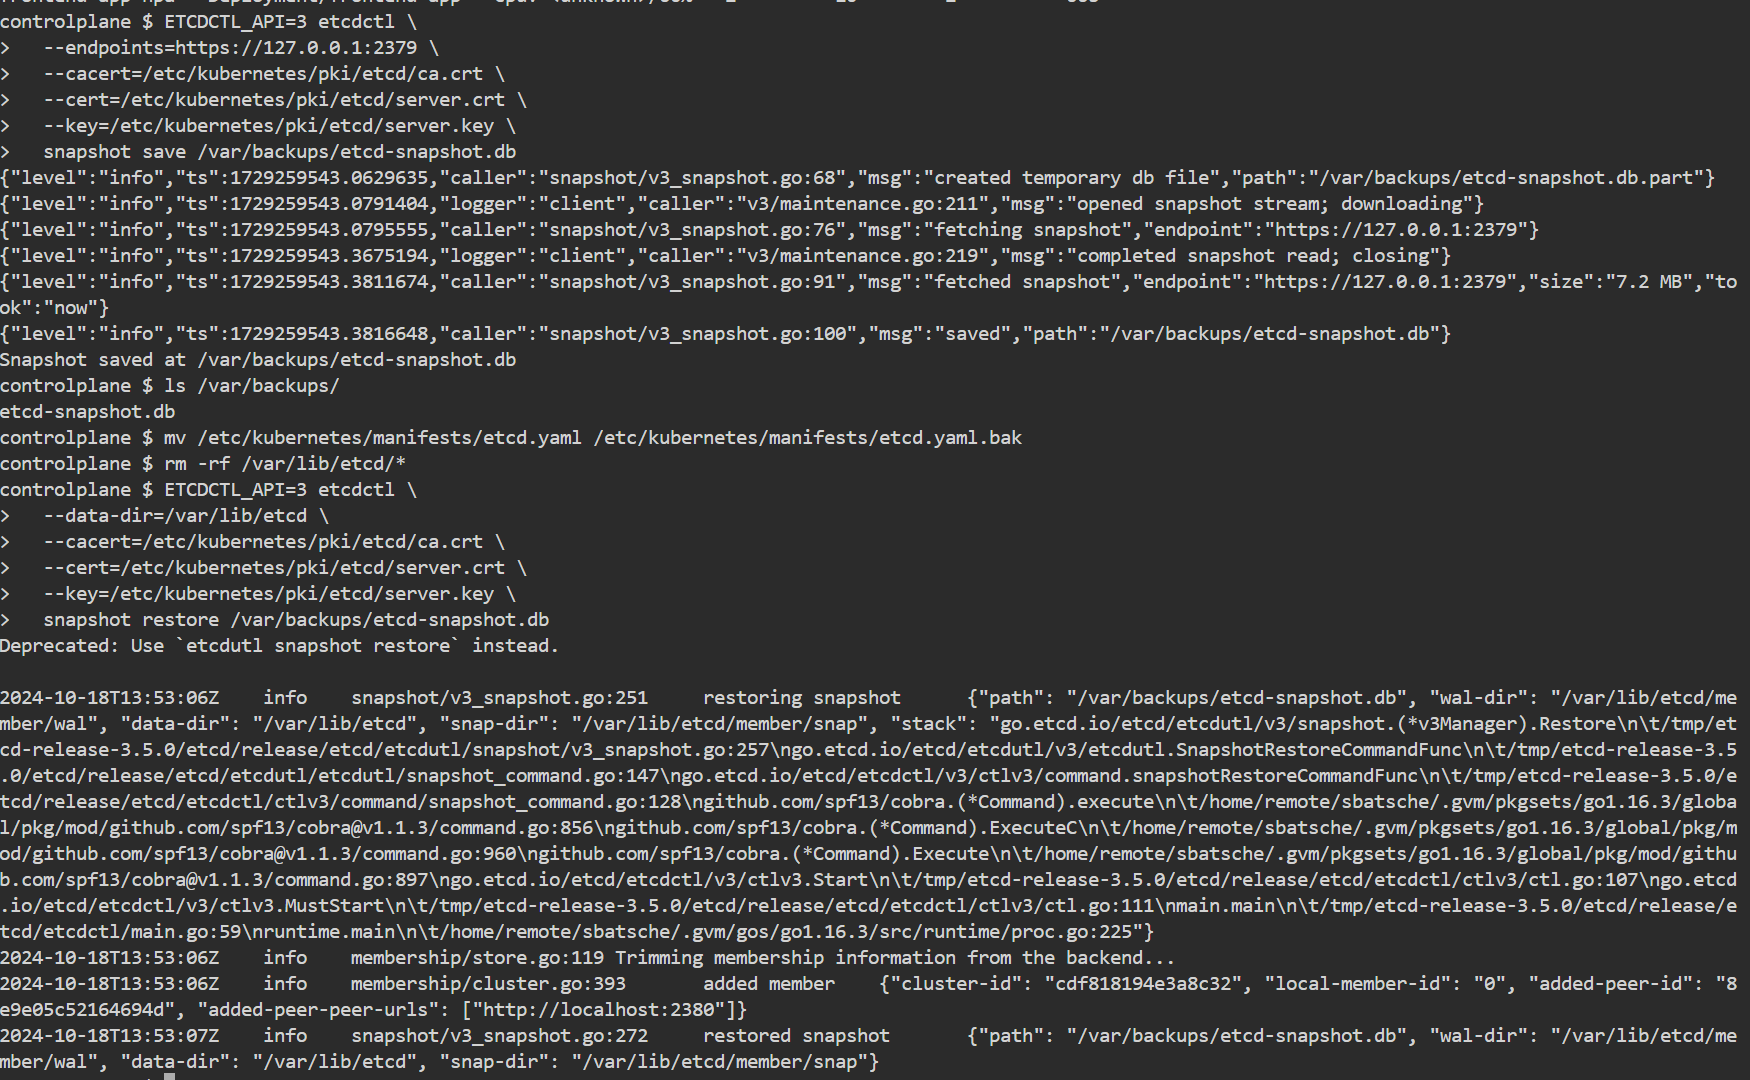 controlplane $ ETCDCTL_API=3 etcdctl \
>   --endpoints=https://127.0.0.1:2379 \
>   --cacert=/etc/kubernetes/pki/etcd/ca.crt \
>   --cert=/etc/kubernetes/pki/etcd/server.crt \
>   --key=/etc/kubernetes/pki/etcd/server.key \
>   snapshot save /var/backups/etcd-snapshot.db
{"level":"info","ts":1729259543.0629635,"caller":"snapshot/v3_snapshot.go:68","msg":"created temporary db file","path":"/var/backups/etcd-snapshot.db.part"}
{"level":"info","ts":1729259543.0791404,"logger":"client","caller":"v3/maintenance.go:211","msg":"opened snapshot stream; downloading"}
{"level":"info","ts":1729259543.0795555,"caller":"snapshot/v3_snapshot.go:76","msg":"fetching snapshot","endpoint":"https://127.0.0.1:2379"}
{"level":"info","ts":1729259543.3675194,"logger":"client","caller":"v3/maintenance.go:219","msg":"completed snapshot read; closing"}
{"level":"info","ts":1729259543.3811674,"caller":"snapshot/v3_snapshot.go:91","msg":"fetched snapshot","endpoint":"https://127.0.0.1:2379","size":"7.2 MB","to
ok":"now"}
{"level":"info","ts":1729259543.3816648,"caller":"snapshot/v3_snapshot.go:100","msg":"saved","path":"/var/backups/etcd-snapshot.db"}
Snapshot saved at /var/backups/etcd-snapshot.db
controlplane $ ls /var/backups/
etcd-snapshot.db
controlplane $ mv /etc/kubernetes/manifests/etcd.yaml /etc/kubernetes/manifests/etcd.yaml.bak
controlplane $ rm -rf /var/lib/etcd/*
controlplane $ ETCDCTL_API=3 etcdctl \
>   --data-dir=/var/lib/etcd \
>   --cacert=/etc/kubernetes/pki/etcd/ca.crt \
>   --cert=/etc/kubernetes/pki/etcd/server.crt \
>   --key=/etc/kubernetes/pki/etcd/server.key \
>   snapshot restore /var/backups/etcd-snapshot.db
Deprecated: Use `etcdutl snapshot restore` instead.

2024-10-18T13:53:06Z    info    snapshot/v3_snapshot.go:251     restoring snapshot      {"path": "/var/backups/etcd-snapshot.db", "wal-dir": "/var/lib/etcd/me
mber/wal", "data-dir": "/var/lib/etcd", "snap-dir": "/var/lib/etcd/member/snap", "stack": "go.etcd.io/etcd/etcdutl/v3/snapshot.(*v3Manager).Restore\n\t/tmp/et
cd-release-3.5.0/etcd/release/etcd/etcdutl/snapshot/v3_snapshot.go:257\ngo.etcd.io/etcd/etcdutl/v3/etcdutl.SnapshotRestoreCommandFunc\n\t/tmp/etcd-release-3.5
.0/etcd/release/etcd/etcdutl/etcdutl/snapshot_command.go:147\ngo.etcd.io/etcd/etcdctl/v3/ctlv3/command.snapshotRestoreCommandFunc\n\t/tmp/etcd-release-3.5.0/e
tcd/release/etcd/etcdctl/ctlv3/command/snapshot_command.go:128\ngithub.com/spf13/cobra.(*Command).execute\n\t/home/remote/sbatsche/.gvm/pkgsets/go1.16.3/globa
l/pkg/mod/github.com/spf13/cobra@v1.1.3/command.go:856\ngithub.com/spf13/cobra.(*Command).ExecuteC\n\t/home/remote/sbatsche/.gvm/pkgsets/go1.16.3/global/pkg/m
od/github.com/spf13/cobra@v1.1.3/command.go:960\ngithub.com/spf13/cobra.(*Command).Execute\n\t/home/remote/sbatsche/.gvm/pkgsets/go1.16.3/global/pkg/mod/githu
b.com/spf13/cobra@v1.1.3/command.go:897\ngo.etcd.io/etcd/etcdctl/v3/ctlv3.Start\n\t/tmp/etcd-release-3.5.0/etcd/release/etcd/etcdctl/ctlv3/ctl.go:107\ngo.etcd
.io/etcd/etcdctl/v3/ctlv3.MustStart\n\t/tmp/etcd-release-3.5.0/etcd/release/etcd/etcdctl/ctlv3/ctl.go:111\nmain.main\n\t/tmp/etcd-release-3.5.0/etcd/release/e
tcd/etcdctl/main.go:59\nruntime.main\n\t/home/remote/sbatsche/.gvm/gos/go1.16.3/src/runtime/proc.go:225"}
2024-10-18T13:53:06Z    info    membership/store.go:119 Trimming membership information from the backend...
2024-10-18T13:53:06Z    info    membership/cluster.go:393       added member    {"cluster-id": "cdf818194e3a8c32", "local-member-id": "0", "added-peer-id": "8
e9e05c52164694d", "added-peer-peer-urls": ["http://localhost:2380"]}
2024-10-18T13:53:07Z    info    snapshot/v3_snapshot.go:272     restored snapshot       {"path": "/var/backups/etcd-snapshot.db", "wal-dir": "/var/lib/etcd/me
mber/wal", "data-dir": "/var/lib/etcd", "snap-dir": "/var/lib/etcd/member/snap"}